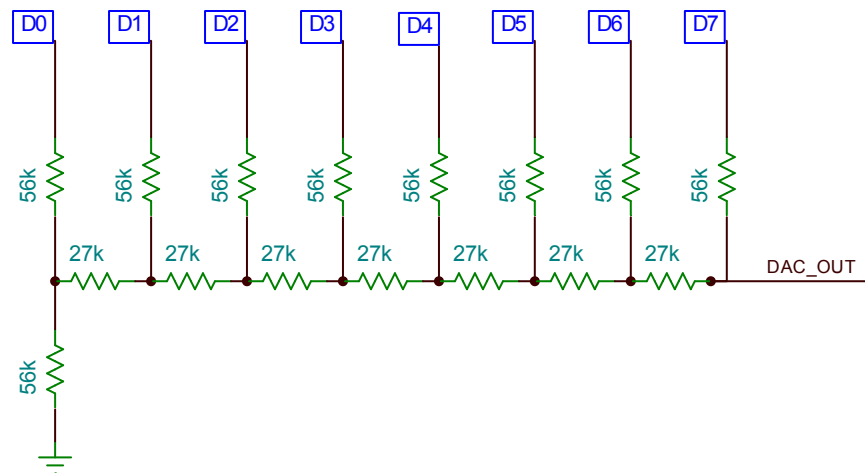 D0 D1 D2 D3 D4 D5 D6 D7
56k 56k 56k 56k 56k 56k 56k 56k
27k 27k 27k 27k 27k 27k 27k
DAC_OUT
56k